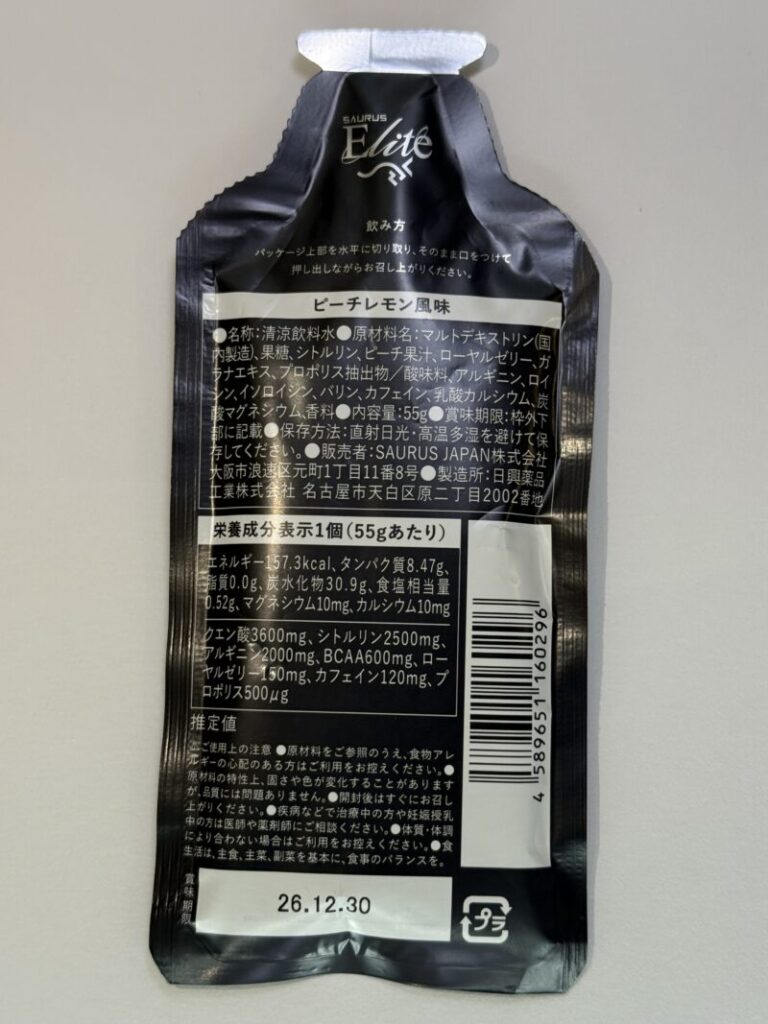 SAURUS
Elite
飲み方
パッケージ上部を水平に切り取り、そのまま口をつけて
押し出しながらお召し上がりください。
ピーチレモン風味
●名称：清涼飲料水●原材料名：マルトデキストリン(国
内製造)、果糖、シトルリン、ピーチ果汁、ローヤルゼリー、ガ
ラナエキス、プロポリス抽出物／酸味料、アルギニン、ロイ
シン、イソロイシン、バリン、カフェイン、乳酸カルシウム、炭
酸マグネシウム、香料●内容量：55g●賞味期限：枠外下
部に記載●保存方法：直射日光・高温多湿を避けて保
存してください。●販売者：SAURUS JAPAN株式会社
大阪市浪速区元町1丁目11番8号●製造所：日興薬品
工業株式会社 名古屋市天白区原二丁目2002番地
栄養成分表示1個（55gあたり）
エネルギー157.3kcal、タンパク質8.47g、
脂質0.0g、炭水化物30.9g、食塩相当量
0.52g、マグネシウム10mg、カルシウム10mg
クエン酸3600mg、シトルリン2500mg、
アルギニン2000mg、BCAA600mg、ロー
ヤルゼリー150mg、カフェイン120mg、プ
ロポリス500μg
推定値
ご使用上の注意 ●原材料をご参照のうえ、食物アレ
ルギーの心配のある方はご利用をお控えください。●
原材料の特性上、固さや色が変化することがあります
が、品質には問題ありません。●開封後はすぐにお召し
上がりください。●疾病などで治療中の方や妊娠授乳
中の方は医師や薬剤師にご相談ください。●体質・体調
により合わない場合はご利用をお控えください。●食
生活は、主食、主菜、副菜を基本に、食事のバランスを。
賞味期限
26.12.30
4 589651 160296
プラ